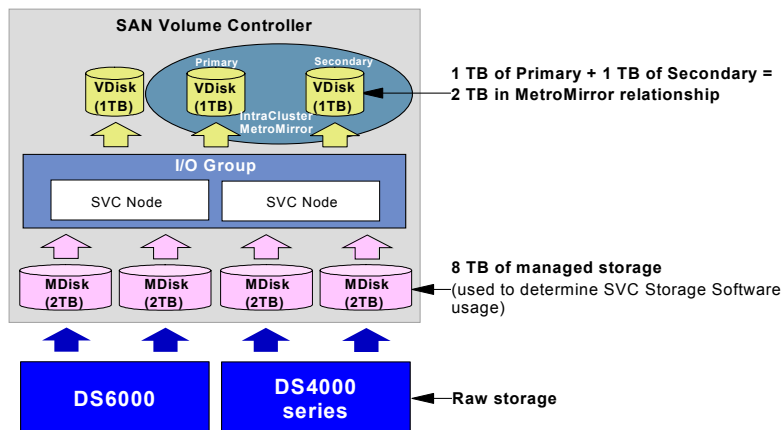 SAN Volume Controller
Primary
Secondary
VDisk
(1TB)
VDisk
(1TB)
VDisk
(1TB)
IntraCluster
MetroMirror
1 TB of Primary + 1 TB of Secondary =
2 TB in MetroMirror relationship
I/O Group
SVC Node
SVC Node
MDisk
(2TB)
MDisk
(2TB)
MDisk
(2TB)
MDisk
(2TB)
8 TB of managed storage
(used to determine SVC Storage Software
usage)
DS6000
DS4000
series
Raw storage